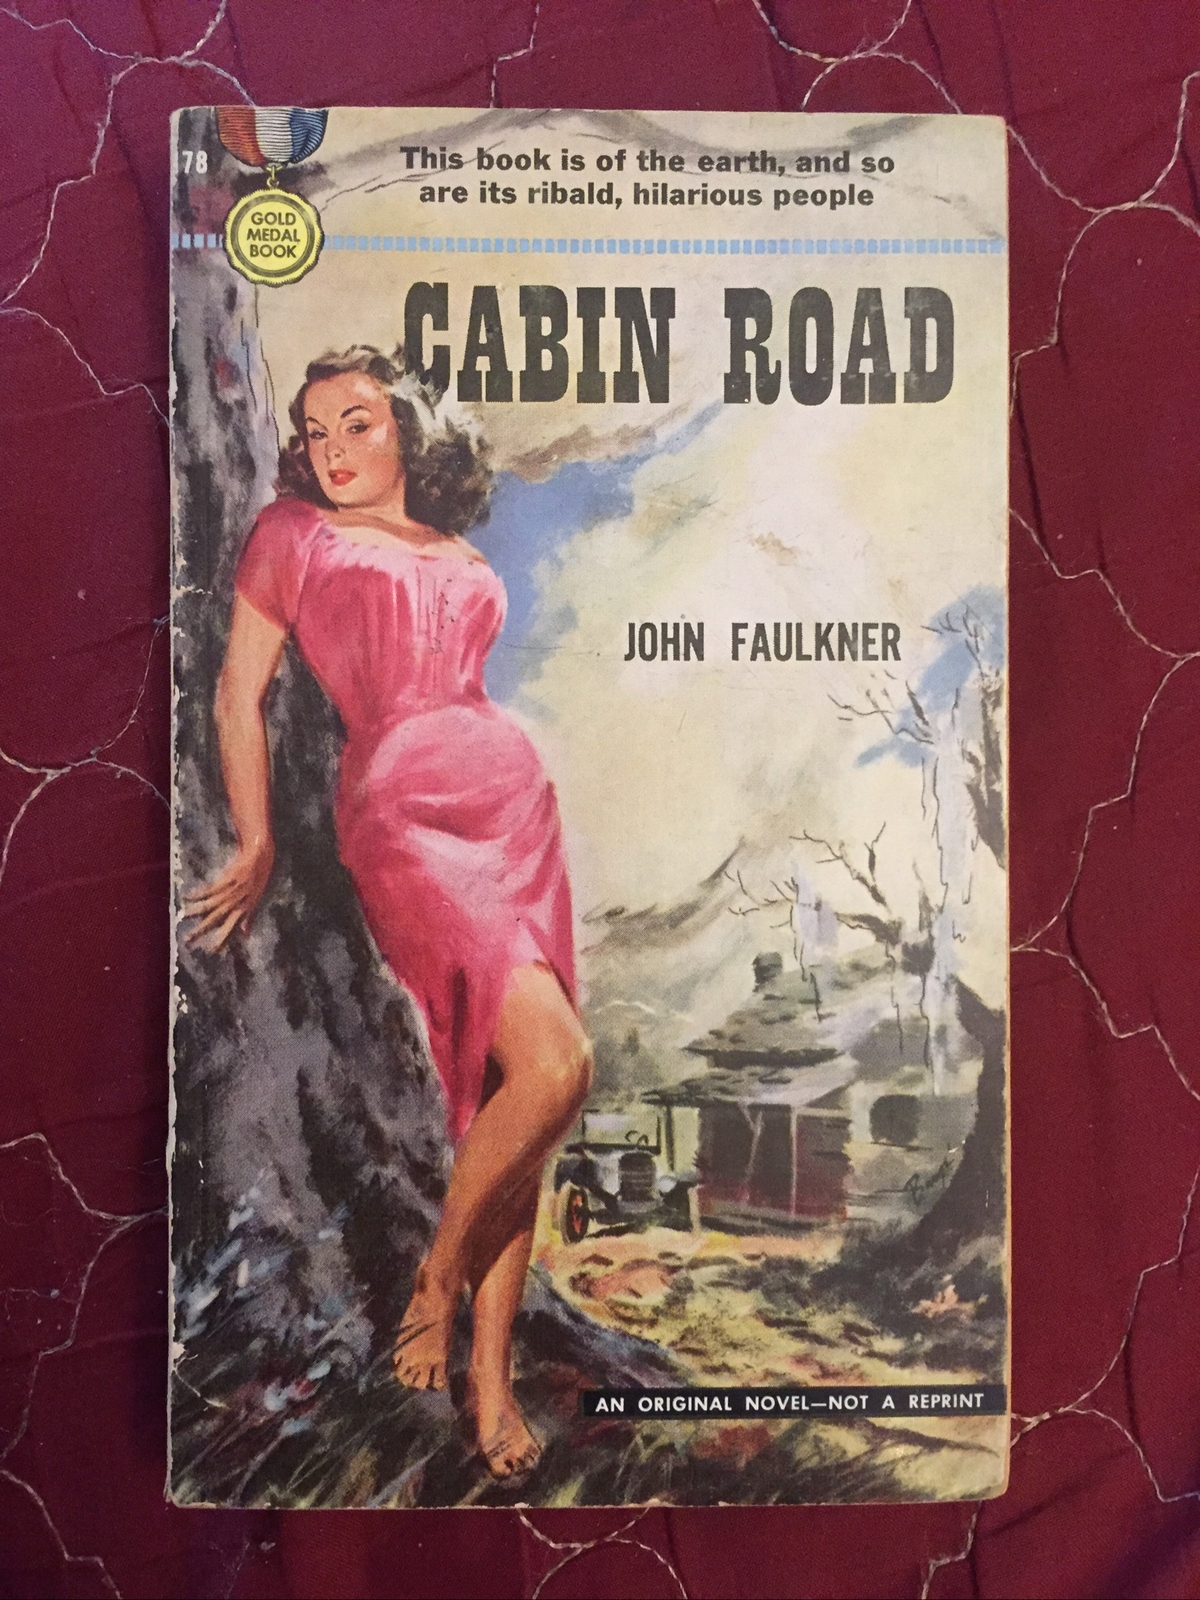 78
GOLD
MEDAL
BOOK
This book is of the earth, and so
are its ribald, hilarious people
CABIN ROAD
JOHN FAULKNER
AN ORIGINAL NOVEL—NOT A REPRINT